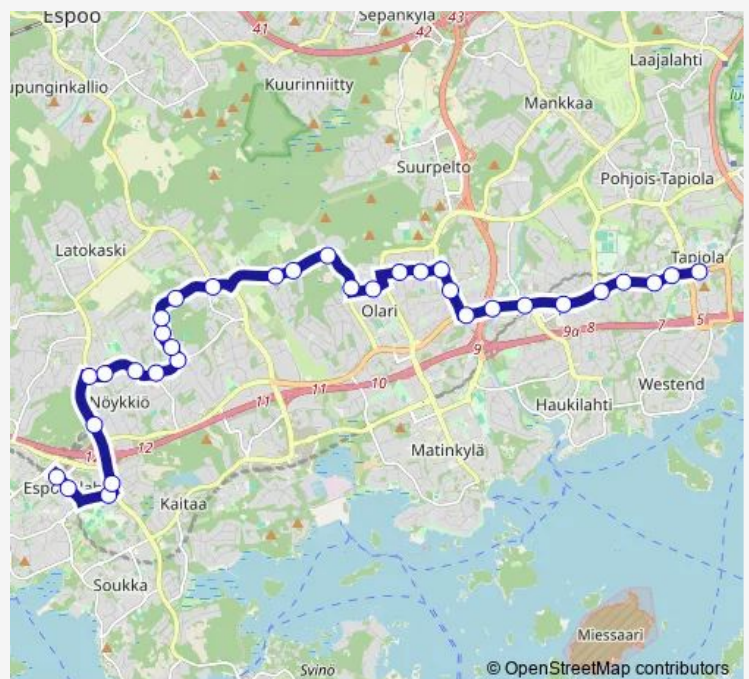 Espoo
Sepänkylä
43
42
41
Laajalahti
Kuurinniitty
upunginkallio
Mankkaa
Suurpelto
Pohjois-Tapiola
Latokaski
Tapiola
Olari
5
7
8
9a
9
10
11
11
Westend
Nöykkiö
Haukilahti
12
Matinkylä
Kaitaa
Soukka
Miessaari
Svinö
© OpenStreetMap contributors